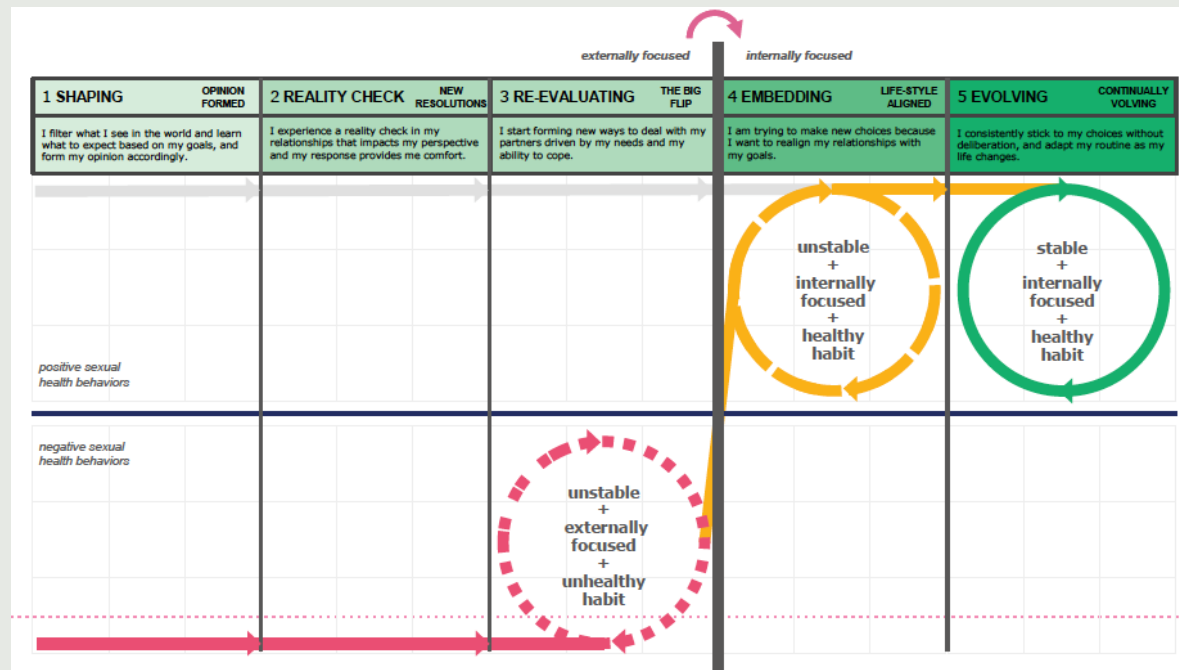 externally focused
internally focused
1 SHAPING
OPINION
FORMED
2 REALITY CHECK
NEW
RESOLUTIONS
3 RE-EVALUATING
THE BIG
FLIP
4 EMBEDDING
LIFE-STYLE
ALIGNED
5 EVOLVING
CONTINUALLY
VOLVING
I filter what I see in the world and learn
what to expect based on my goals, and
form my opinion accordingly.
I experience a reality check in my
relationships that impacts my perspective
and my response provides me comfort.
I start forming new ways to deal with my
partners driven by my needs and my
ability to cope.
I am trying to make new choices because
I want to realign my relationships with
my goals.
I consistently stick to my choices without
deliberation, and adapt my routine as my
life changes.
unstable
+
internally
focused
+
healthy
habit
stable
+
internally
focused
+
healthy
habit
positive sexual
health behaviors
negative sexual
health behaviors
unstable
+
externally
focused
+
unhealthy
habit